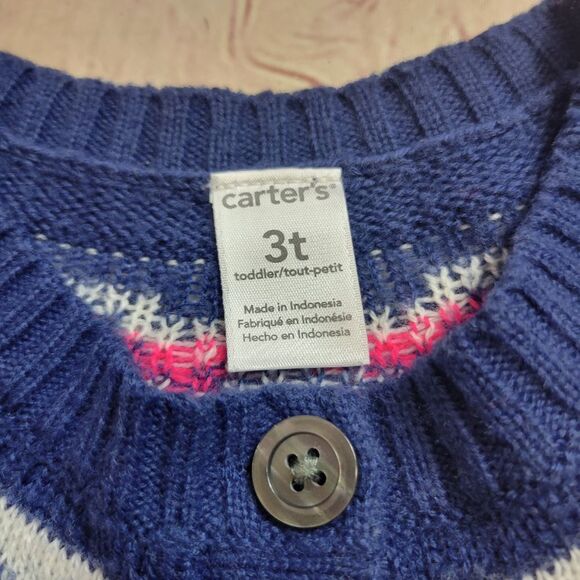 carter's®
3t
toddler/tout-petit
Made in Indonesia
Fabriqué en Indonésie
Hecho en Indonesia